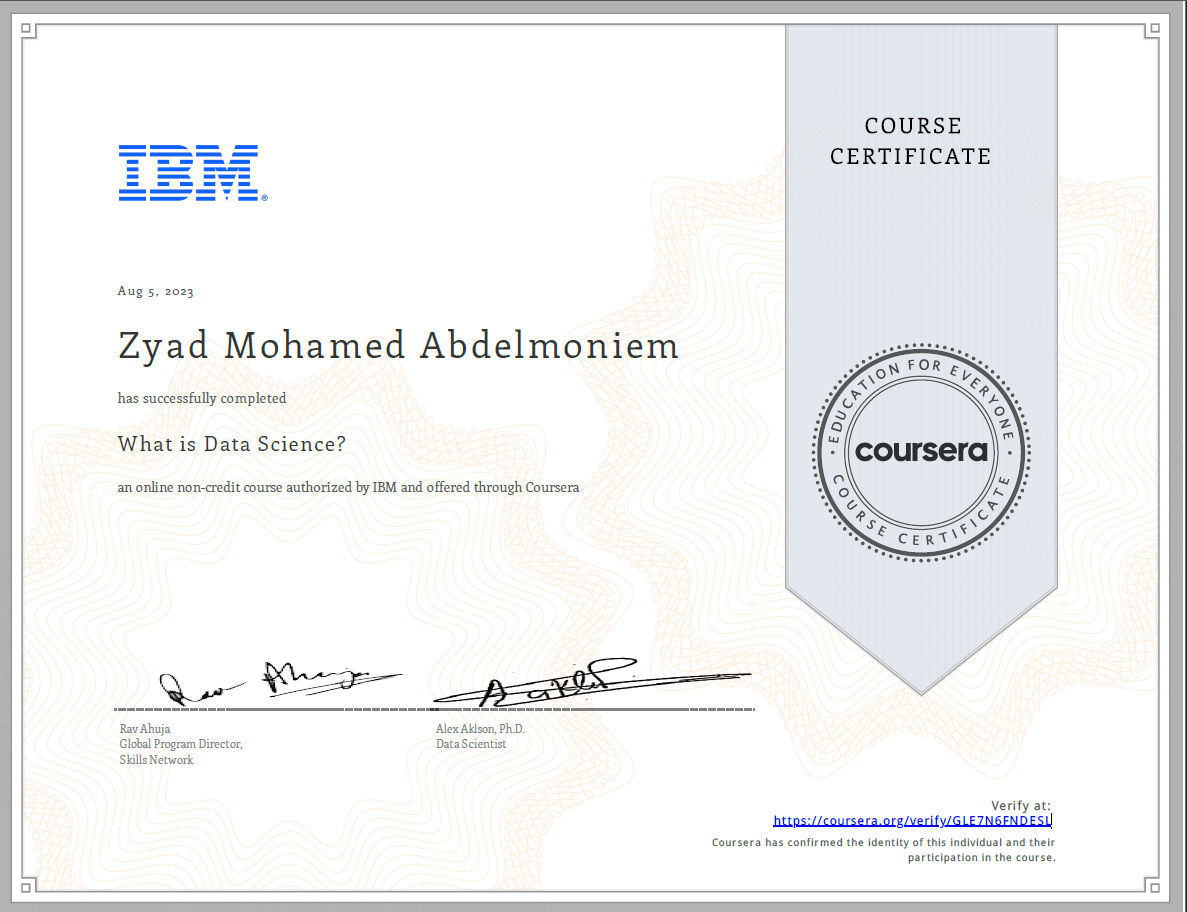 COURSE
CERTIFICATE
IBM®
Aug 5, 2023
Zyad Mohamed Abdelmoniem
has successfully completed
What is Data Science?
an online non-credit course authorized by IBM and offered through Coursera
EDUCATION FOR EVERYONE
coursera
COURSE CERTIFICATE
Rav Ahuja
Global Program Director,
Skills Network
Alex Aklson, Ph.D.
Data Scientist
Verify at:
https://coursera.org/verify/GLE7N6FNDESL
Coursera has confirmed the identity of this individual and their
participation in the course.